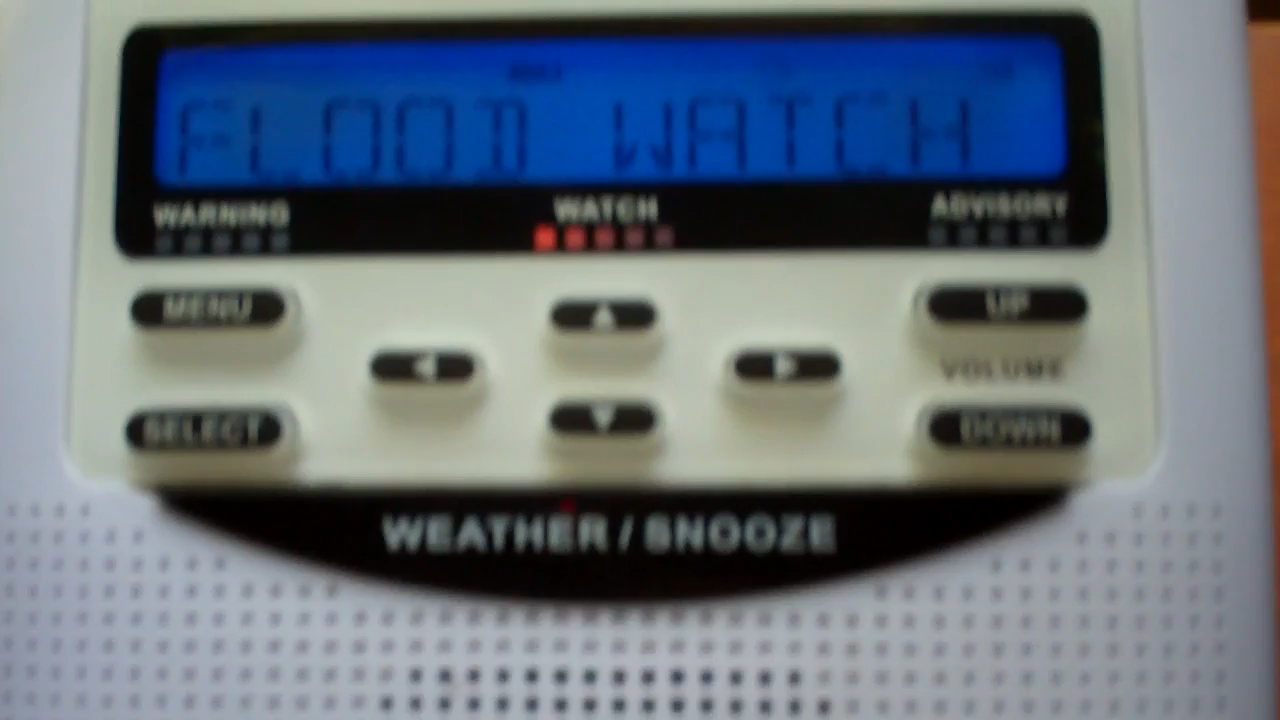 FLOOD WATCH
WARNING WATCH ADVISORY
MENU UP
VOLUME
SELECT DOWN
WEATHER / SNOOZE